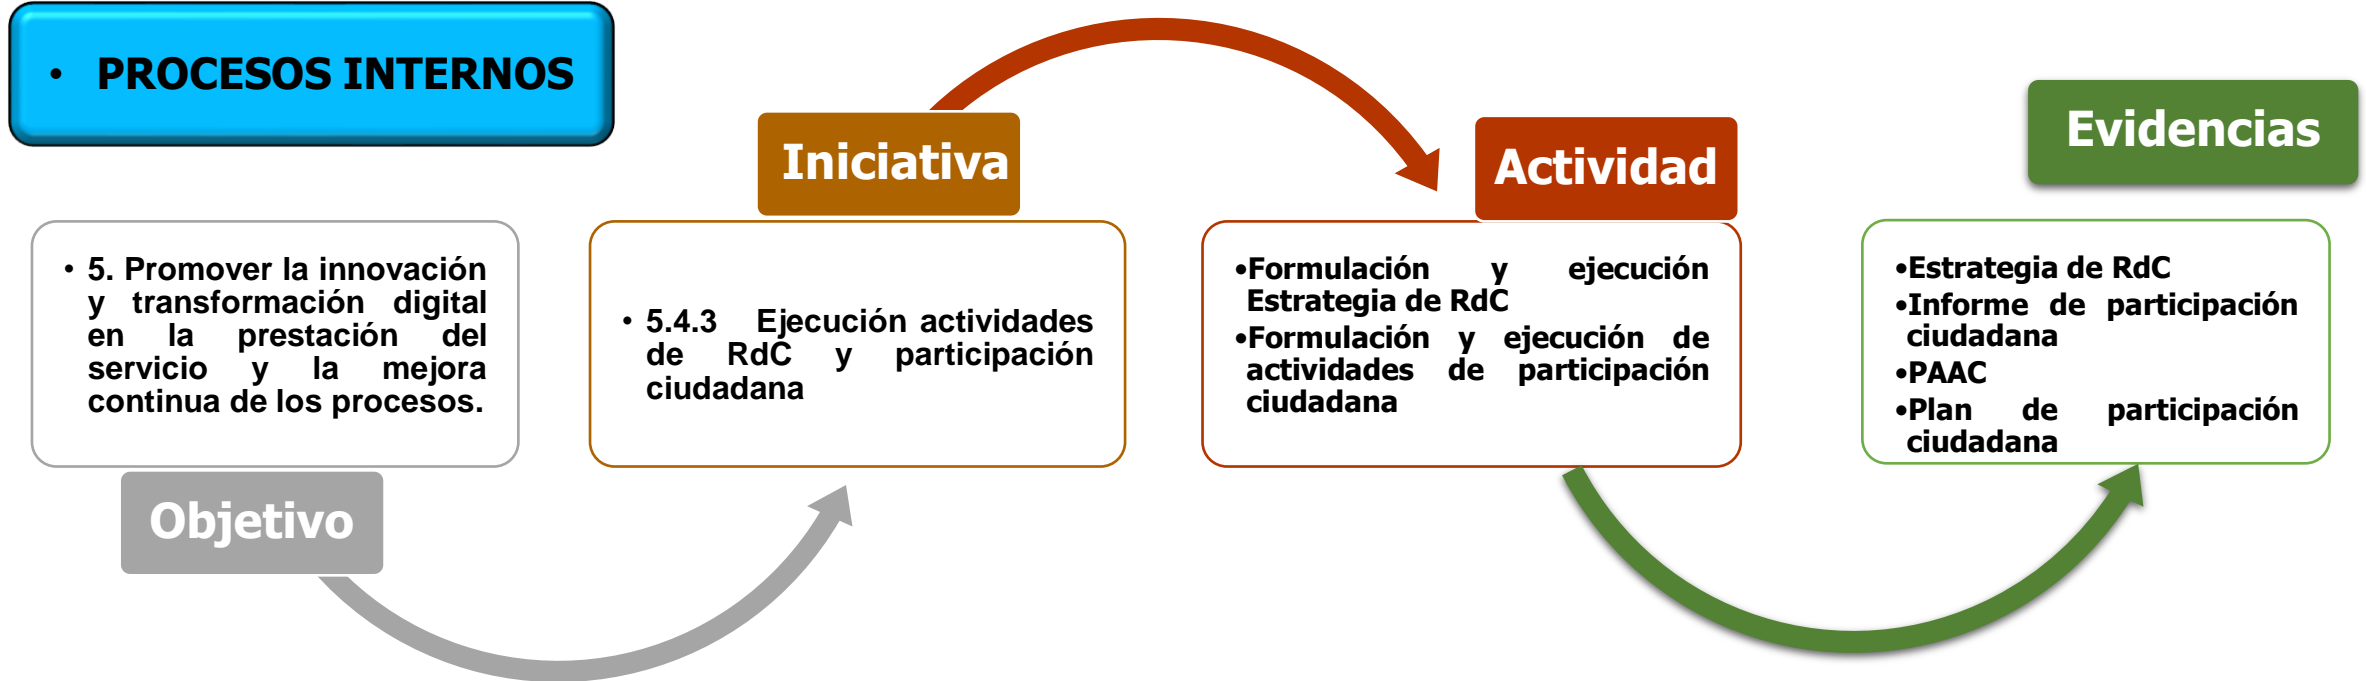 • PROCESOS INTERNOS
Objetivo
• 5. Promover la innovación
y transformación digital
en la prestación del
servicio y la mejora
continua de los procesos.
Iniciativa
• 5.4.3 Ejecución actividades
de RdC y participación
ciudadana
Actividad
•Formulación y ejecución
Estrategia de RdC
•Formulación y ejecución de
actividades de participación
ciudadana
Evidencias
•Estrategia de RdC
•Informe de participación
ciudadana
•PAAC
•Plan de participación
ciudadana